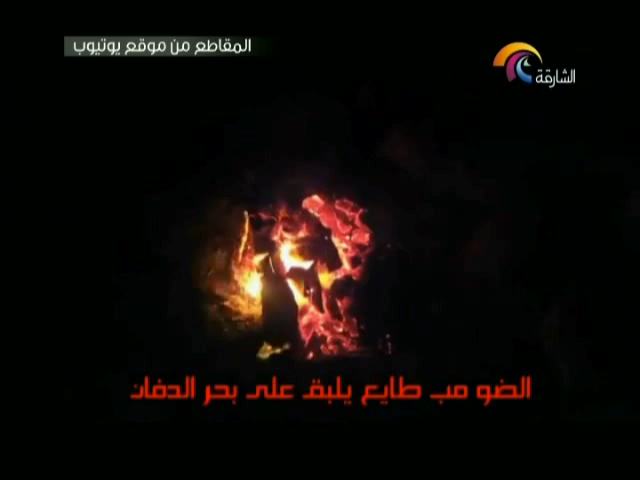 المقاطع من موقع يوتيوب
الشارقة
الضو مب طايع يلبق على بحر الدفان